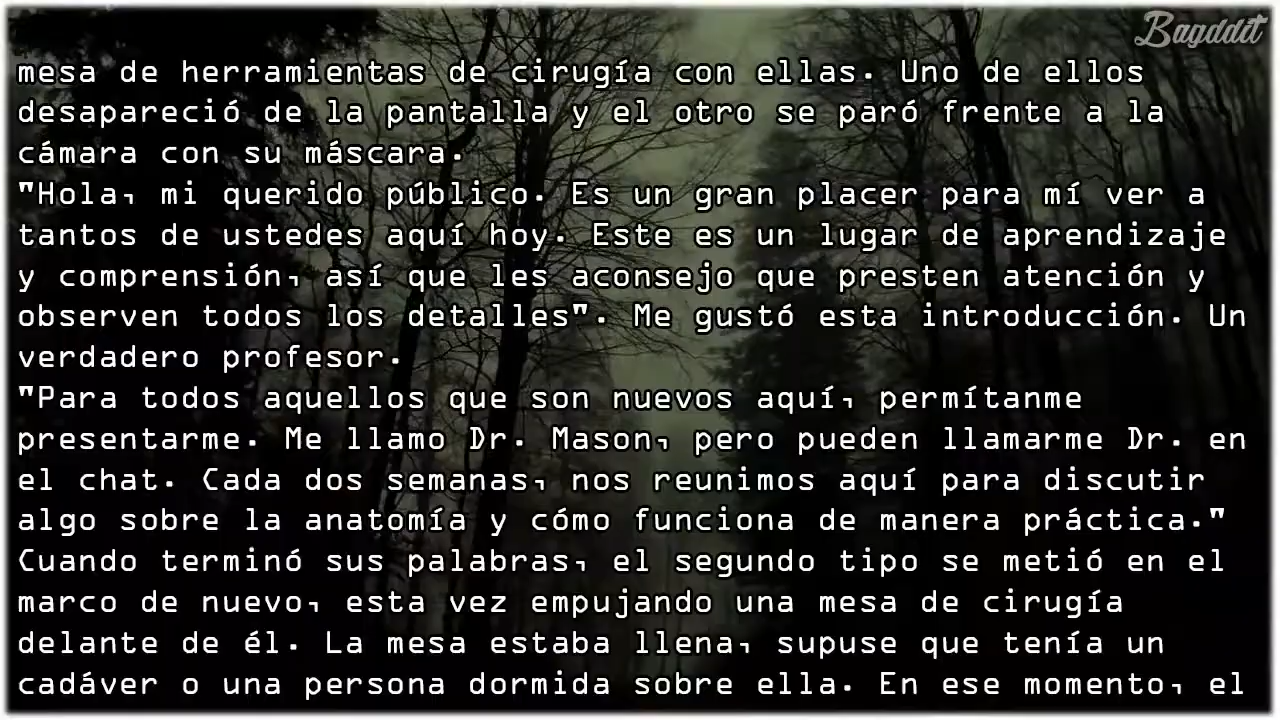 Bagddit
mesa de herramientas de cirugía con ellas. Uno de ellos
desapareció de la pantalla y el otro se paró frente a la
cámara con su máscara.
"Hola, mi querido público. Es un gran placer para mí ver a
tantos de ustedes aquí hoy. Este es un lugar de aprendizaje
y comprensión, así que les aconsejo que presten atención y
observen todos los detalles". Me gustó esta introducción. Un
verdadero profesor.
"Para todos aquellos que son nuevos aquí, permítanme
presentarme. Me llamo Dr. Mason, pero pueden llamarme Dr. en
el chat. Cada dos semanas, nos reunimos aquí para discutir
algo sobre la anatomía y cómo funciona de manera práctica."
Cuando terminó sus palabras, el segundo tipo se metió en el
marco de nuevo, esta vez empujando una mesa de cirugía
delante de él. La mesa estaba llena, supuse que tenía un
cadáver o una persona dormida sobre ella. En ese momento, el